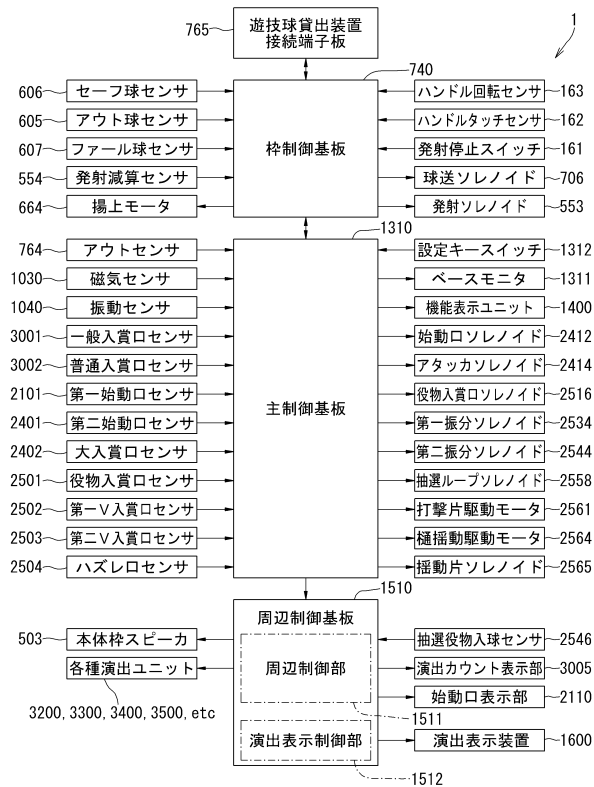 1
765
遊技球貸出装置
接続端子板
740
枠制御基板
606 セーフ球センサ
605 アウト球センサ
607 ファール球センサ
554 発射減算センサ
664 揚上モータ
ハンドル回転センサ 163
ハンドルタッチセンサ 162
発射停止スイッチ 161
球送ソレノイド 706
発射ソレノイド 553
1310
主制御基板
764 アウトセンサ
1030 磁気センサ
1040 振動センサ
3001 一般入賞口センサ
3002 普通入賞口センサ
2101 第一始動口センサ
2401 第二始動口センサ
2402 大入賞口センサ
2501 役物入賞口センサ
2502 第一V入賞口センサ
2503 第二V入賞口センサ
2504 ハズレ口センサ
設定キースイッチ 1312
ベースモニタ 1311
機能表示ユニット 1400
始動口ソレノイド 2412
アタッカソレノイド 2414
役物入賞口ソレノイド 2516
第一振分ソレノイド 2534
第二振分ソレノイド 2544
抽選ループソレノイド 2558
打撃片駆動モータ 2561
樋揺動駆動モータ 2564
揺動片ソレノイド 2565
1510
周辺制御基板
周辺制御部
1511
演出表示制御部
1512
503 本体枠スピーカ
各種演出ユニット
3200, 3300, 3400, 3500, etc
抽選役物入球センサ 2546
演出カウント表示部 3005
始動口表示部 2110
演出表示装置 1600